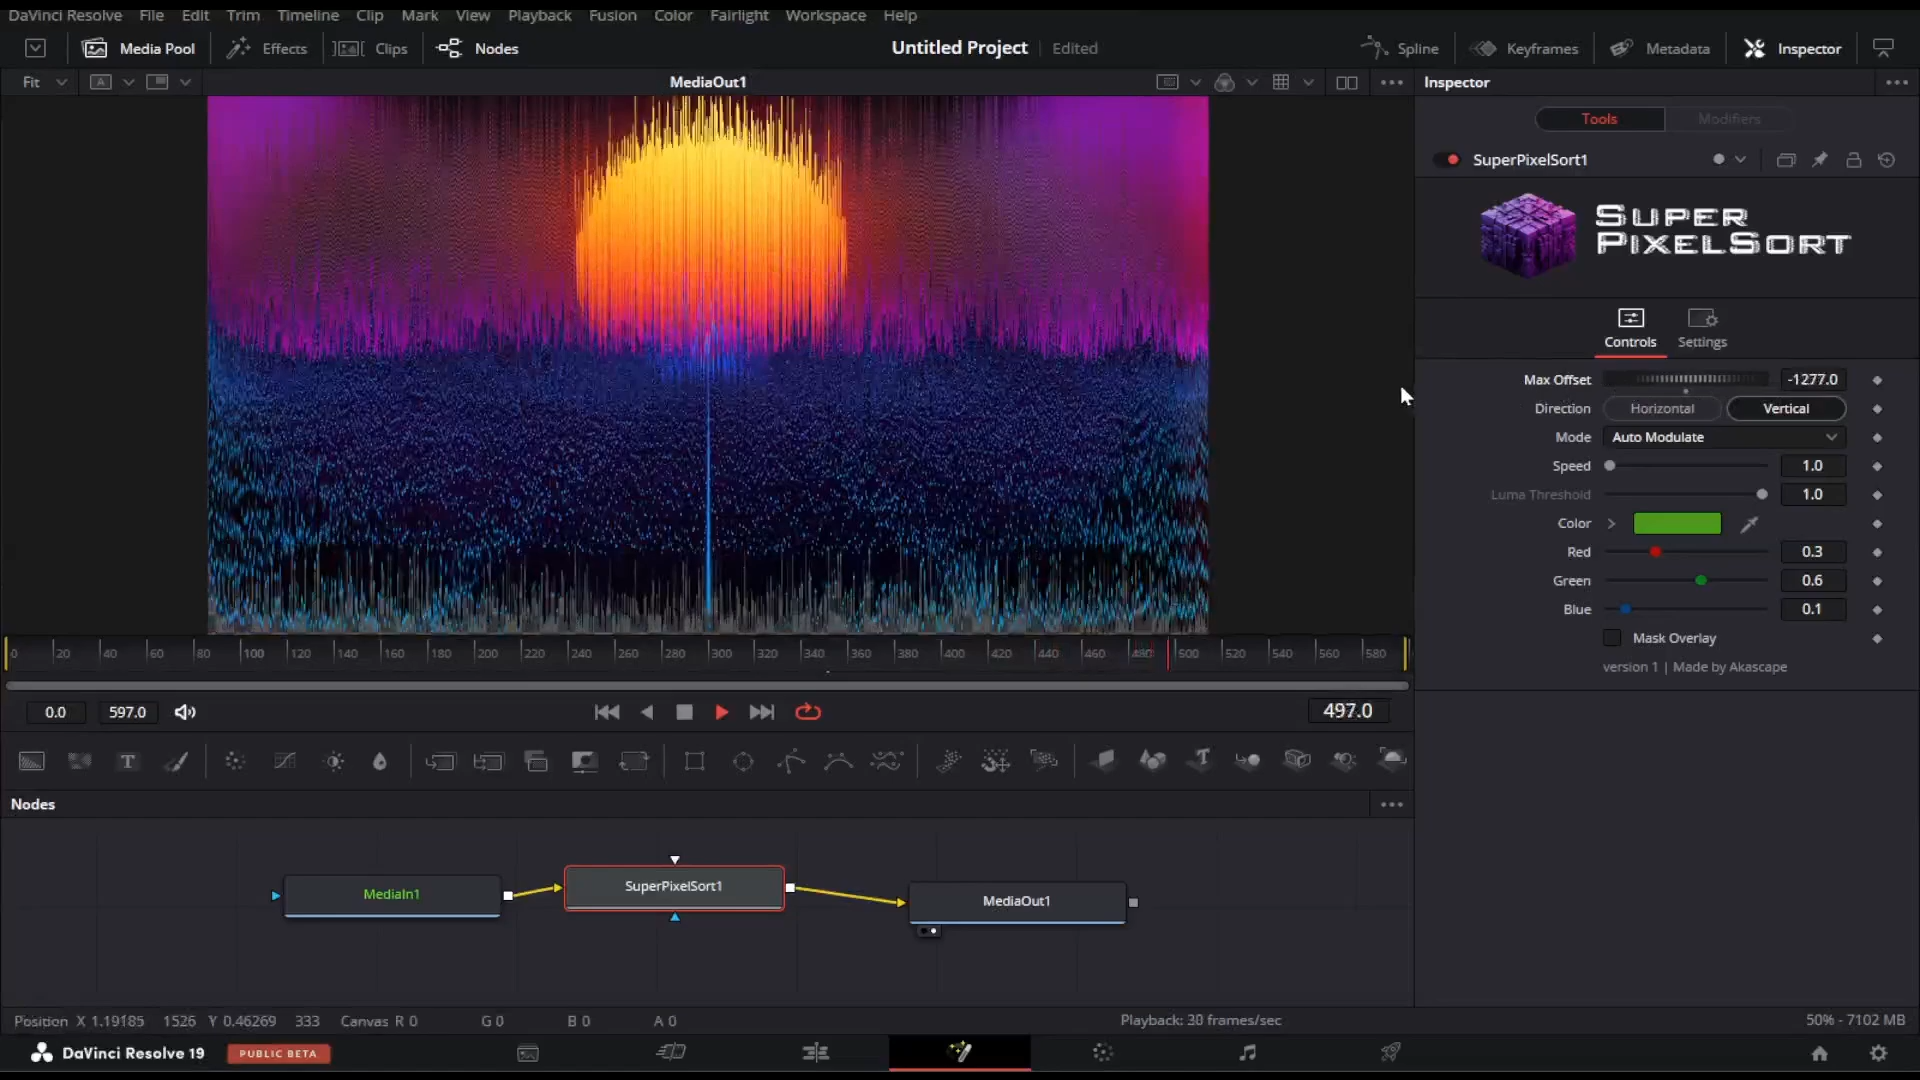 DaVinci Resolve File Edit Trim Timeline Clip Mark View Playback Fusion Color Fairlight Workspace Help
Media Pool Effects Clips Nodes Untitled Project Edited Spline Keyframes Metadata Inspector
Fit A MediaOut1 Inspector
Tools Modifiers
SuperPixelSort1
SUPER
PIXELSORT
Controls Settings
Max Offset -1277.0
Direction Horizontal Vertical
Mode Auto Modulate
Speed 1.0
Luma Threshold 1.0
Color
Red 0.3
Green 0.6
Blue 0.1
Mask Overlay
version 1 | Made by Akascape
0 20 40 60 80 100 120 140 160 180 200 220 240 260 280 300 320 340 360 380 400 420 440 460 480 500 520 540 560 580
0.0 597.0 497.0
T T
Nodes
MediaIn1 SuperPixelSort1 MediaOut1
Position X 1.19185 1526 Y 0.46269 333 Canvas R 0 G 0 B 0 A 0 Playback: 30 frames/sec 50% - 7102 MB
DaVinci Resolve 19 PUBLIC BETA